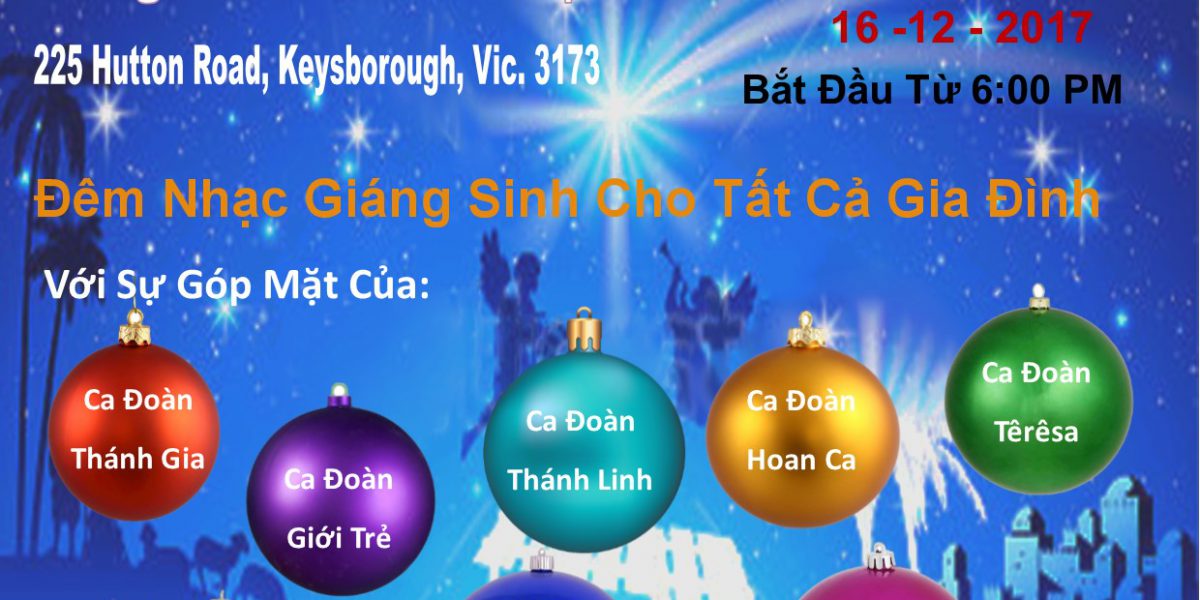 225 Hutton Road, Keysborough, Vic. 3173
16 -12 - 2017
Bắt Đầu Từ 6:00 PM
Đêm Nhạc Giáng Sinh Cho Tất Cả Gia Đình
Với Sự Góp Mặt Của:
Ca Đoàn
Thánh Gia
Ca Đoàn
Giới Trẻ
Ca Đoàn
Thánh Linh
Ca Đoàn
Hoan Ca
Ca Đoàn
Têrêsa